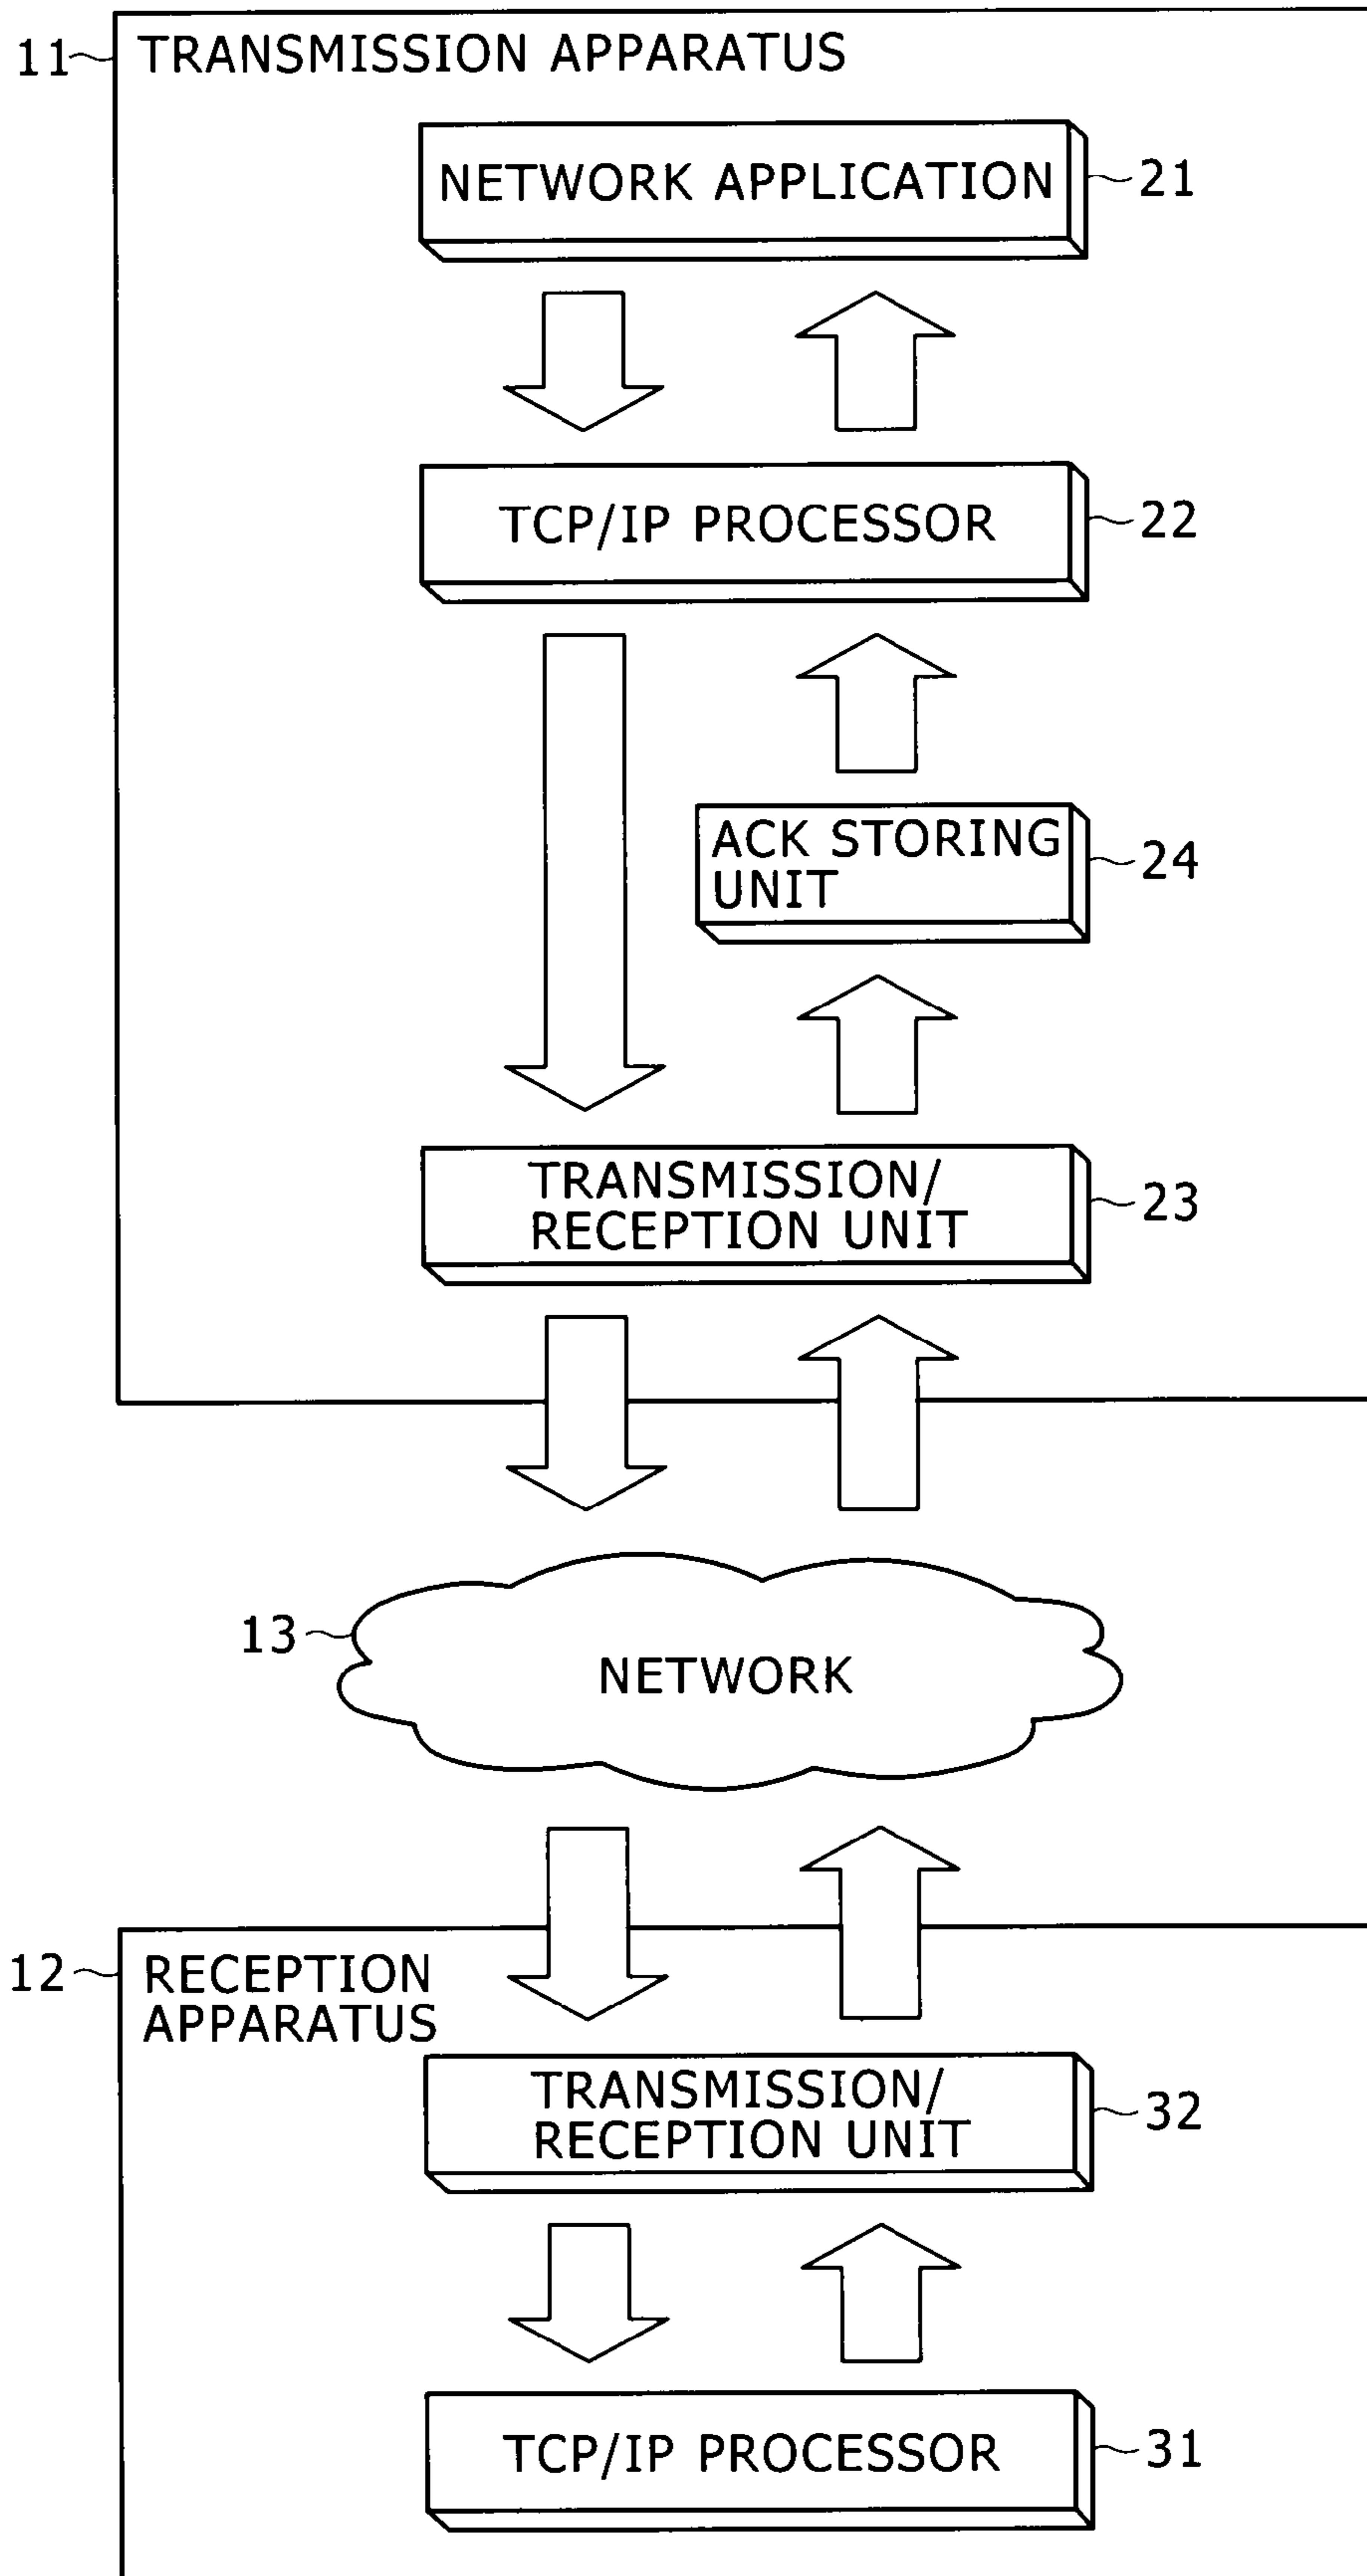 11
TRANSMISSION APPARATUS
NETWORK APPLICATION
21
TCP/IP PROCESSOR
22
ACK STORING
UNIT
24
TRANSMISSION/
RECEPTION UNIT
23
13
NETWORK
12
RECEPTION
APPARATUS
TRANSMISSION/
RECEPTION UNIT
32
TCP/IP PROCESSOR
31